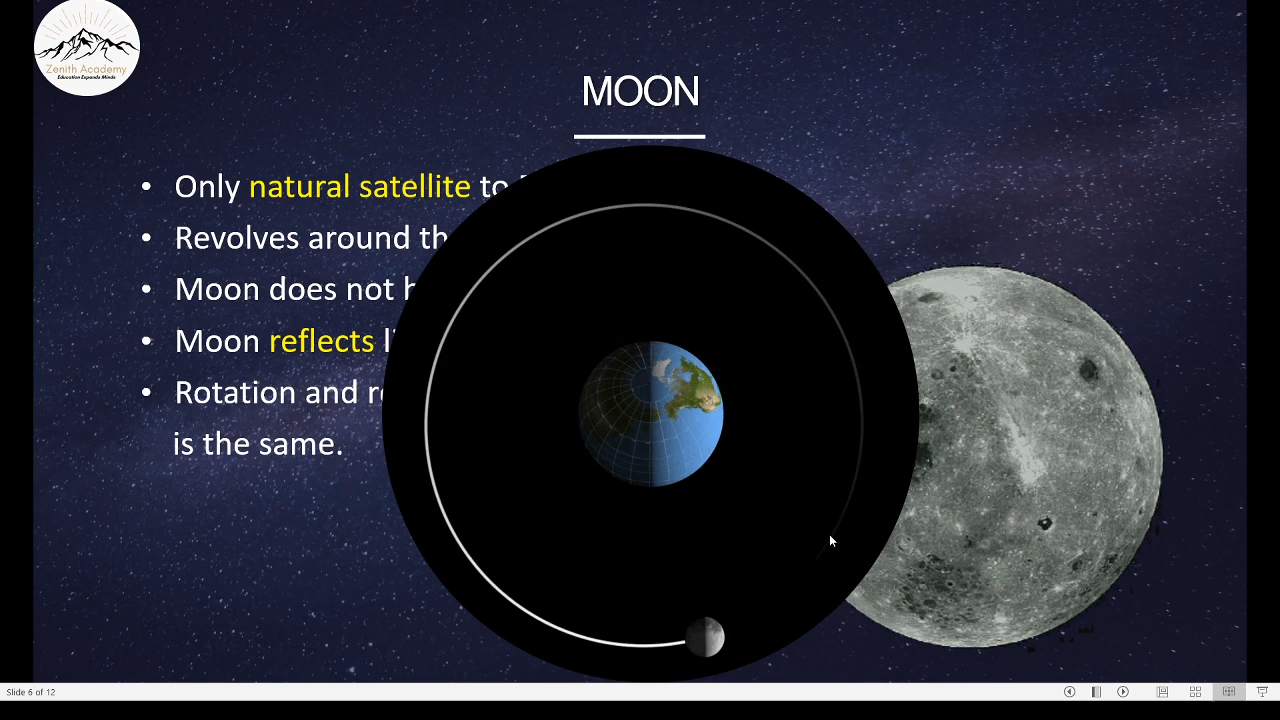 Zenith Academy
Education Expands Minds
MOON
• Only natural satellite to
• Revolves around th
• Moon does not
• Moon reflects
• Rotation and
is the same.
Slide 6 of 12